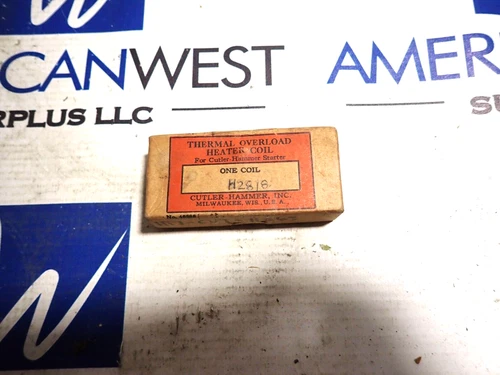 CANWEST AMER
RPLUS LLC SU
THERMAL OVERLOAD
HEATER COIL
For Cutler-Hammer Starter
ONE COIL
CUTLER-HAMMER, INC.
MILWAUKEE, WIS., U.S.A.